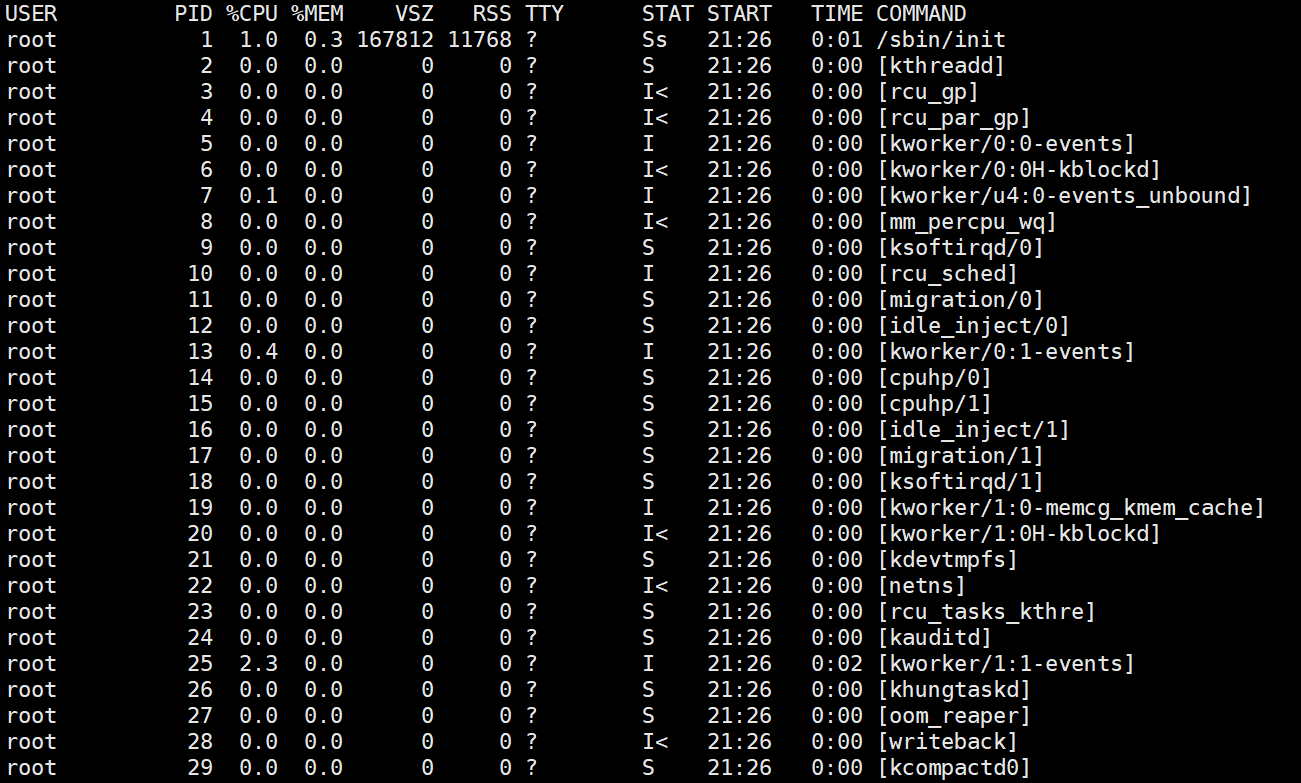 USER         PID %CPU %MEM    VSZ   RSS TTY      STAT START   TIME COMMAND
root           1  1.0  0.3 167812 11768 ?        Ss   21:26   0:01 /sbin/init
root           2  0.0  0.0      0     0 ?        S    21:26   0:00 [kthreadd]
root           3  0.0  0.0      0     0 ?        I<   21:26   0:00 [rcu_gp]
root           4  0.0  0.0      0     0 ?        I<   21:26   0:00 [rcu_par_gp]
root           5  0.0  0.0      0     0 ?        I    21:26   0:00 [kworker/0:0-events]
root           6  0.0  0.0      0     0 ?        I<   21:26   0:00 [kworker/0:0H-kblockd]
root           7  0.1  0.0      0     0 ?        I    21:26   0:00 [kworker/u4:0-events_unbound]
root           8  0.0  0.0      0     0 ?        I<   21:26   0:00 [mm_percpu_wq]
root           9  0.0  0.0      0     0 ?        S    21:26   0:00 [ksoftirqd/0]
root          10  0.0  0.0      0     0 ?        I    21:26   0:00 [rcu_sched]
root          11  0.0  0.0      0     0 ?        S    21:26   0:00 [migration/0]
root          12  0.0  0.0      0     0 ?        S    21:26   0:00 [idle_inject/0]
root          13  0.4  0.0      0     0 ?        I    21:26   0:00 [kworker/0:1-events]
root          14  0.0  0.0      0     0 ?        S    21:26   0:00 [cpuhp/0]
root          15  0.0  0.0      0     0 ?        S    21:26   0:00 [cpuhp/1]
root          16  0.0  0.0      0     0 ?        S    21:26   0:00 [idle_inject/1]
root          17  0.0  0.0      0     0 ?        S    21:26   0:00 [migration/1]
root          18  0.0  0.0      0     0 ?        S    21:26   0:00 [ksoftirqd/1]
root          19  0.0  0.0      0     0 ?        I    21:26   0:00 [kworker/1:0-memcg_kmem_cache]
root          20  0.0  0.0      0     0 ?        I<   21:26   0:00 [kworker/1:0H-kblockd]
root          21  0.0  0.0      0     0 ?        S    21:26   0:00 [kdevtmpfs]
root          22  0.0  0.0      0     0 ?        I<   21:26   0:00 [netns]
root          23  0.0  0.0      0     0 ?        S    21:26   0:00 [rcu_tasks_kthre]
root          24  0.0  0.0      0     0 ?        S    21:26   0:00 [kauditd]
root          25  2.3  0.0      0     0 ?        I    21:26   0:02 [kworker/1:1-events]
root          26  0.0  0.0      0     0 ?        S    21:26   0:00 [khungtaskd]
root          27  0.0  0.0      0     0 ?        S    21:26   0:00 [oom_reaper]
root          28  0.0  0.0      0     0 ?        I<   21:26   0:00 [writeback]
root          29  0.0  0.0      0     0 ?        S    21:26   0:00 [kcompactd0]